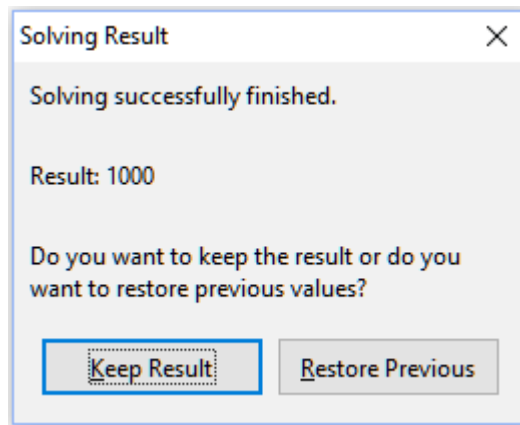 Solving Result
Solving successfully finished.
Result: 1000
Do you want to keep the result or do you
want to restore previous values?
Keep Result
Restore Previous